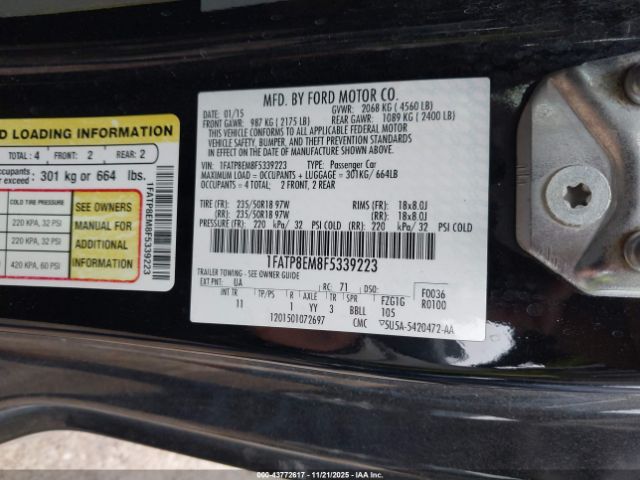 D LOADING INFORMATION
TOTAL: 4 FRONT: 2 REAR: 2
301 kg or 664 lbs.
COLD TIRE PRESSURE
220 KPA, 32 PSI
220 KPA, 32 PSI
420 KPA, 60 PSI
SEE OWNERS
MANUAL FOR
ADDITIONAL
INFORMATION
1FATP8EM8F5339223
MFD. BY FORD MOTOR CO.
DATE: 01/15 GVWR: 2068 KG ( 4560 LB)
FRONT GAWR: 987 KG ( 2175 LB) REAR GAWR: 1089 KG ( 2400 LB)
THIS VEHICLE CONFORMS TO ALL APPLICABLE FEDERAL MOTOR
VEHICLE SAFETY, BUMPER, AND THEFT PREVENTION STANDARDS
IN EFFECT ON THE DATE OF MANUFACTURE SHOWN ABOVE.
VIN: 1FATP8EM8F5339223 TYPE: Passenger Car
MAXIMUM LOAD = OCCUPANTS + LUGGAGE = 301KG / 664LB
OCCUPANTS = 4 TOTAL: 2 FRONT, 2 REAR
TIRE (FR) 235/50R18 97W RIMS (FR) 18x8.0J
(RR) 235/50R18 97W (RR) 18x8.0J
PRESSURE (FR) 220 kPa/ 32 PSI COLD (RR) 220 kPa/ 32 PSI COLD
1FATP8EM8F5339223
TRAILER TOWING - SEE OWNER GUIDE
EXT PNT: UA RC: 71 F0036
INT TR TP/PS R AXLE TR SPR FZG1G R0100
11 1 YY 3 BBLL 105
1201501072697 CMC
IAA 000-43772617 - 11/21/2025 - Copyright IAA, LLC